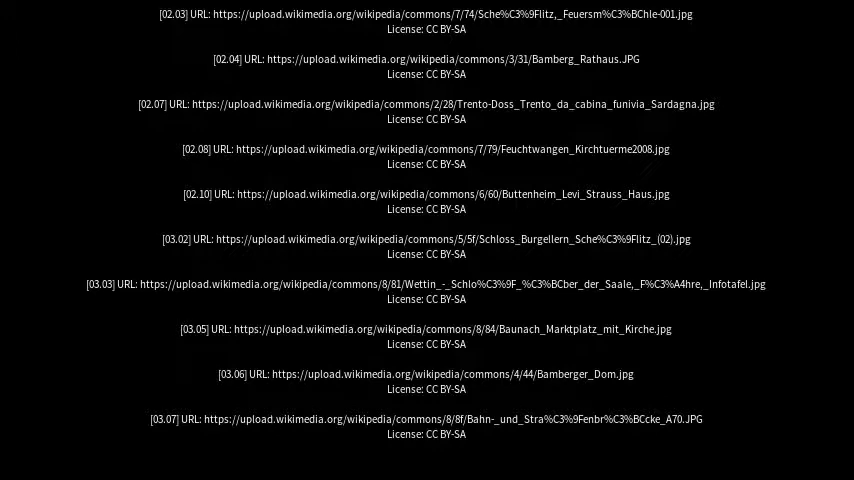 [02.03] URL: https://upload.wikimedia.org/wikipedia/commons/7/74/Sche%C3%9Flitz,_Feuersm%C3%BChle-001.jpg
License: CC BY-SA
[02.04] URL: https://upload.wikimedia.org/wikipedia/commons/3/31/Bamberg_Rathaus.JPG
License: CC BY-SA
[02.07] URL: https://upload.wikimedia.org/wikipedia/commons/2/28/Trento-Doss_Trento_da_cabina_funivia_Sardagna.jpg
License: CC BY-SA
[02.08] URL: https://upload.wikimedia.org/wikipedia/commons/7/79/Feuchtwangen_Kirchtuerme2008.jpg
License: CC BY-SA
[02.10] URL: https://upload.wikimedia.org/wikipedia/commons/6/60/Buttenheim_Levi_Strauss_Haus.jpg
License: CC BY-SA
[03.02] URL: https://upload.wikimedia.org/wikipedia/commons/5/5f/Schloss_Burgellern_Sche%C3%9Flitz_(02).jpg
License: CC BY-SA
[03.03] URL: https://upload.wikimedia.org/wikipedia/commons/8/81/Wettin_-_Schlo%C3%9F_%C3%BCber_der_Saale,_F%C3%A4hre,_Infotafel.jpg
License: CC BY-SA
[03.05] URL: https://upload.wikimedia.org/wikipedia/commons/8/84/Baunach_Marktplatz_mit_Kirche.jpg
License: CC BY-SA
[03.06] URL: https://upload.wikimedia.org/wikipedia/commons/4/44/Bamberger_Dom.jpg
License: CC BY-SA
[03.07] URL: https://upload.wikimedia.org/wikipedia/commons/8/8f/Bahn-_und_Stra%C3%9Fenbr%C3%BCcke_A70.JPG
License: CC BY-SA